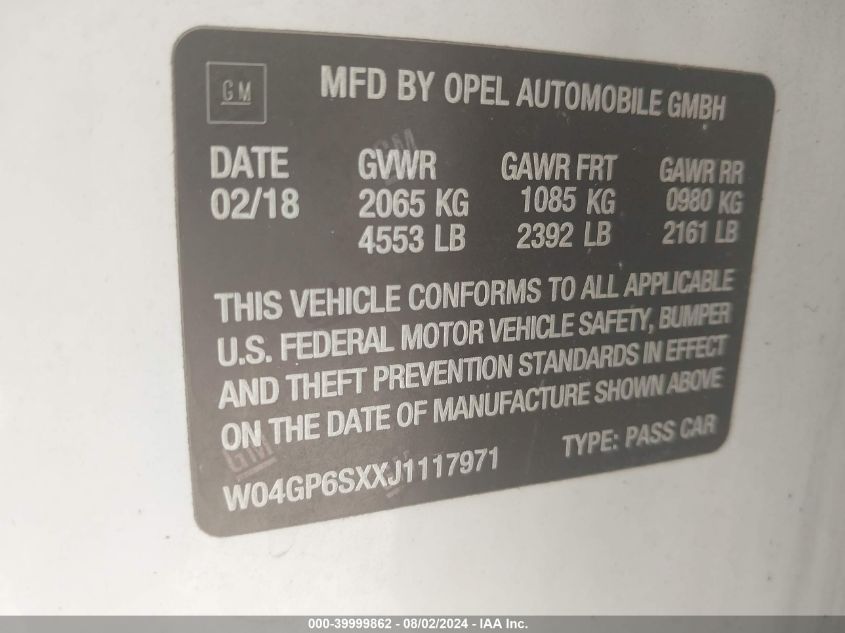 GM
MFD BY OPEL AUTOMOBILE GMBH
DATE GVWR GAWR FRT GAWR RR
02/18 2065 KG 1085 KG 0980 KG
4553 LB 2392 LB 2161 LB
THIS VEHICLE CONFORMS TO ALL APPLICABLE
U.S. FEDERAL MOTOR VEHICLE SAFETY, BUMPER
AND THEFT PREVENTION STANDARDS IN EFFECT
ON THE DATE OF MANUFACTURE SHOWN ABOVE
W04GP6SXXJ1117971 TYPE: PASS CAR
000-39999862 - 08/02/2024 - IAA Inc.